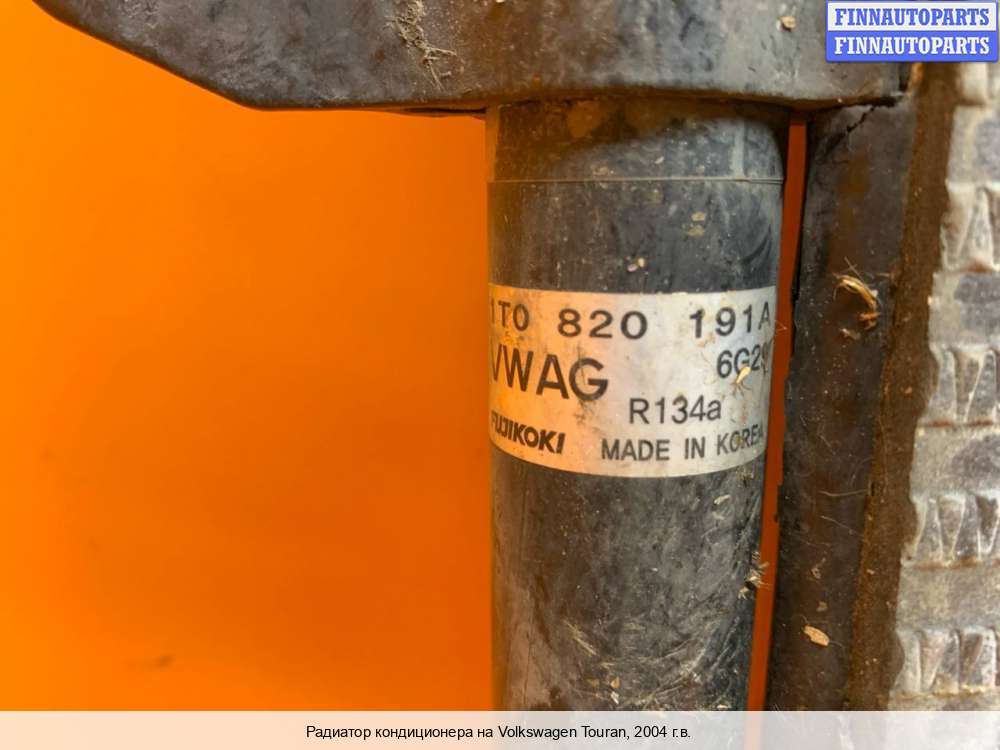 FINNAUTOPARTS
FINNAUTOPARTS
1T0 820 191A
VWAG
R134a
FUJIKOKI MADE IN KOREA
Радиатор кондиционера на Volkswagen Touran, 2004 г.в.